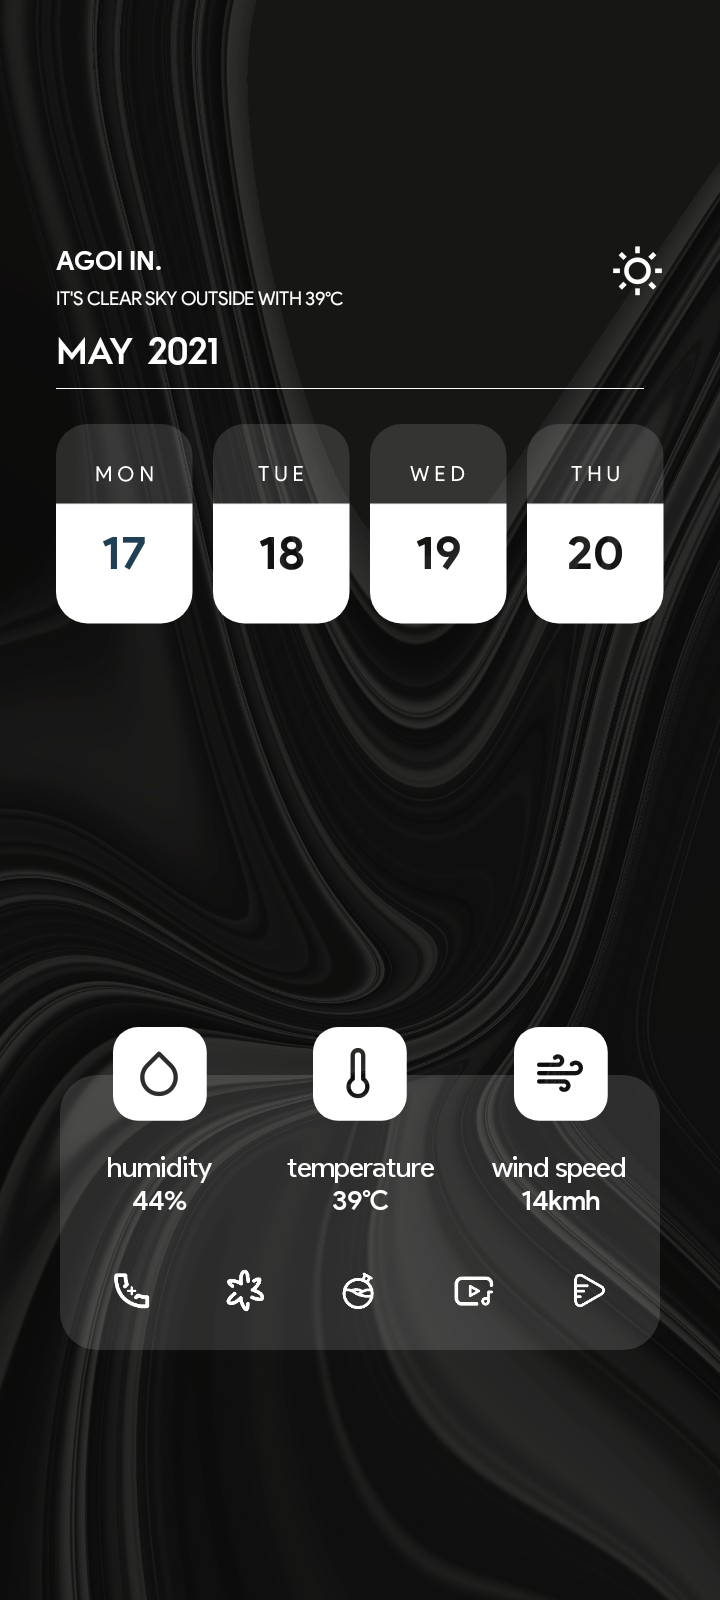 AGOI IN.
IT'S CLEAR SKY OUTSIDE WITH 39°C
MAY 2021
MON TUE WED THU
17 18 19 20
humidity temperature wind speed
44% 39°C 14kmh